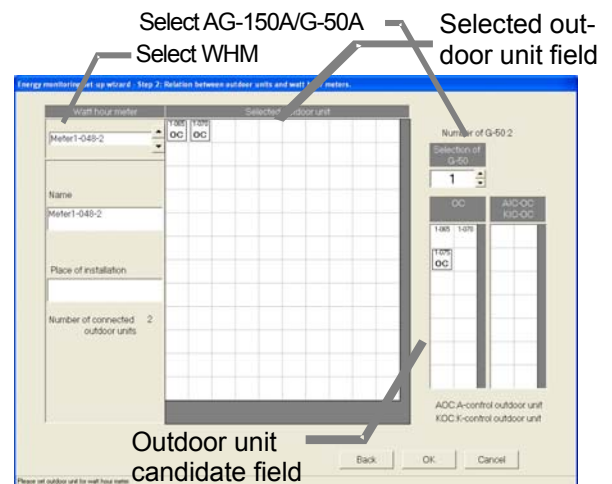 Select AG-150A/G-50A
Selected out-
door unit field
Select WHM
Energy monitoring set up wizard - Step 2: Relation between outdoor units and watt hour meters.
Watt hour meter
Selected outdoor unit
Meter1-048-2
1-065 1-070
OC OC
Number of G-50:2
Selection of
G-50
1
Name
Meter1-048-2
OC
AIC-OC
KIC-OC
1-065 1-070
1-075
OC
Place of installation
Number of connected 2
outdoor units
AOC:A-control outdoor unit
KOC:K-control outdoor unit
Outdoor unit
candidate field
Back
OK
Cancel
Please set outdoor unit for watt hour meter.